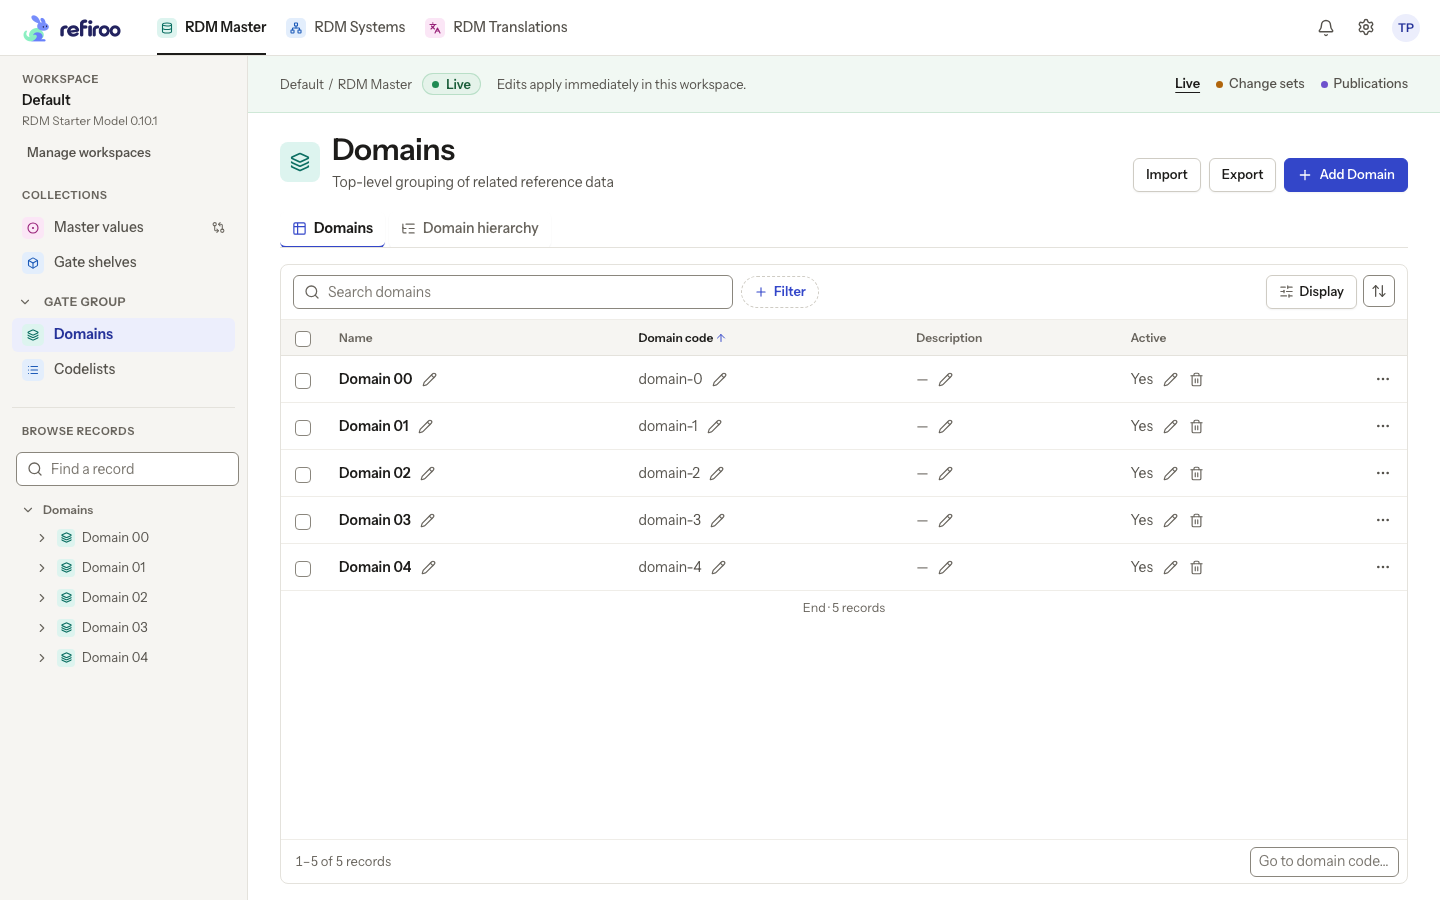 refiroo
RDM Master
RDM Systems
RDM Translations
TP
WORKSPACE
Default
RDM Starter Model 0.10.1
Manage workspaces
COLLECTIONS
Master values
Gate shelves
GATE GROUP
Domains
Codelists
BROWSE RECORDS
Find a record
Domains
Domain 00
Domain 01
Domain 02
Domain 03
Domain 04
Default / RDM Master
Live
Edits apply immediately in this workspace.
Live
Change sets
Publications
Domains
Top-level grouping of related reference data
Import
Export
Add Domain
Domains
Domain hierarchy
Search domains
Filter
Display
Name Domain code Description Active
Domain 00 domain-0 — Yes
Domain 01 domain-1 — Yes
Domain 02 domain-2 — Yes
Domain 03 domain-3 — Yes
Domain 04 domain-4 — Yes
End · 5 records
1–5 of 5 records
Go to domain code...